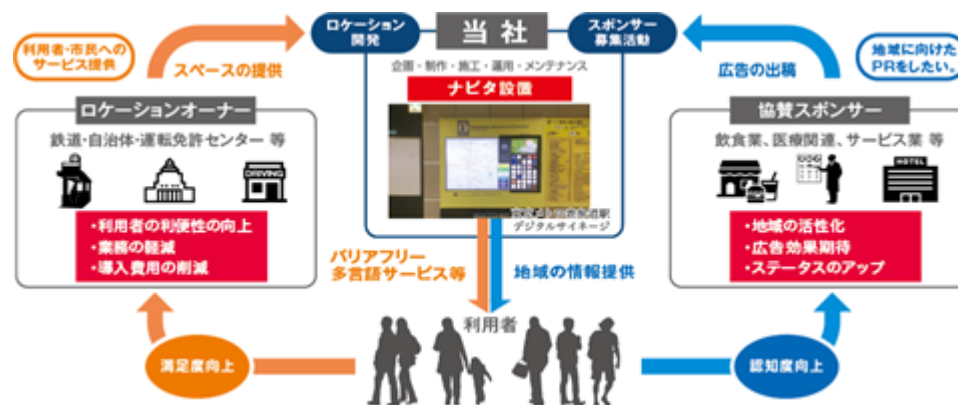 ロケーション
開発
当社
スポンサー
募集活動
利用者・市民への
サービス提供
スペースの提供
企画・制作・施工・運用・メンテナンス
ナビタ設置
広告の出稿
地域に向けた
PRをしたい。
ロケーションオーナー
鉄道・自治体・運転免許センター 等
DRIVING
・利用者の利便性の向上
・業務の軽減
・導入費用の削減
デジタルサイネージ
協賛スポンサー
飲食業、医療関連、サービス業 等
HOTEL
・地域の活性化
・広告効果期待
・ステータスのアップ
バリアフリー
多言語サービス等
地域の情報提供
利用者
満足度向上
認知度向上